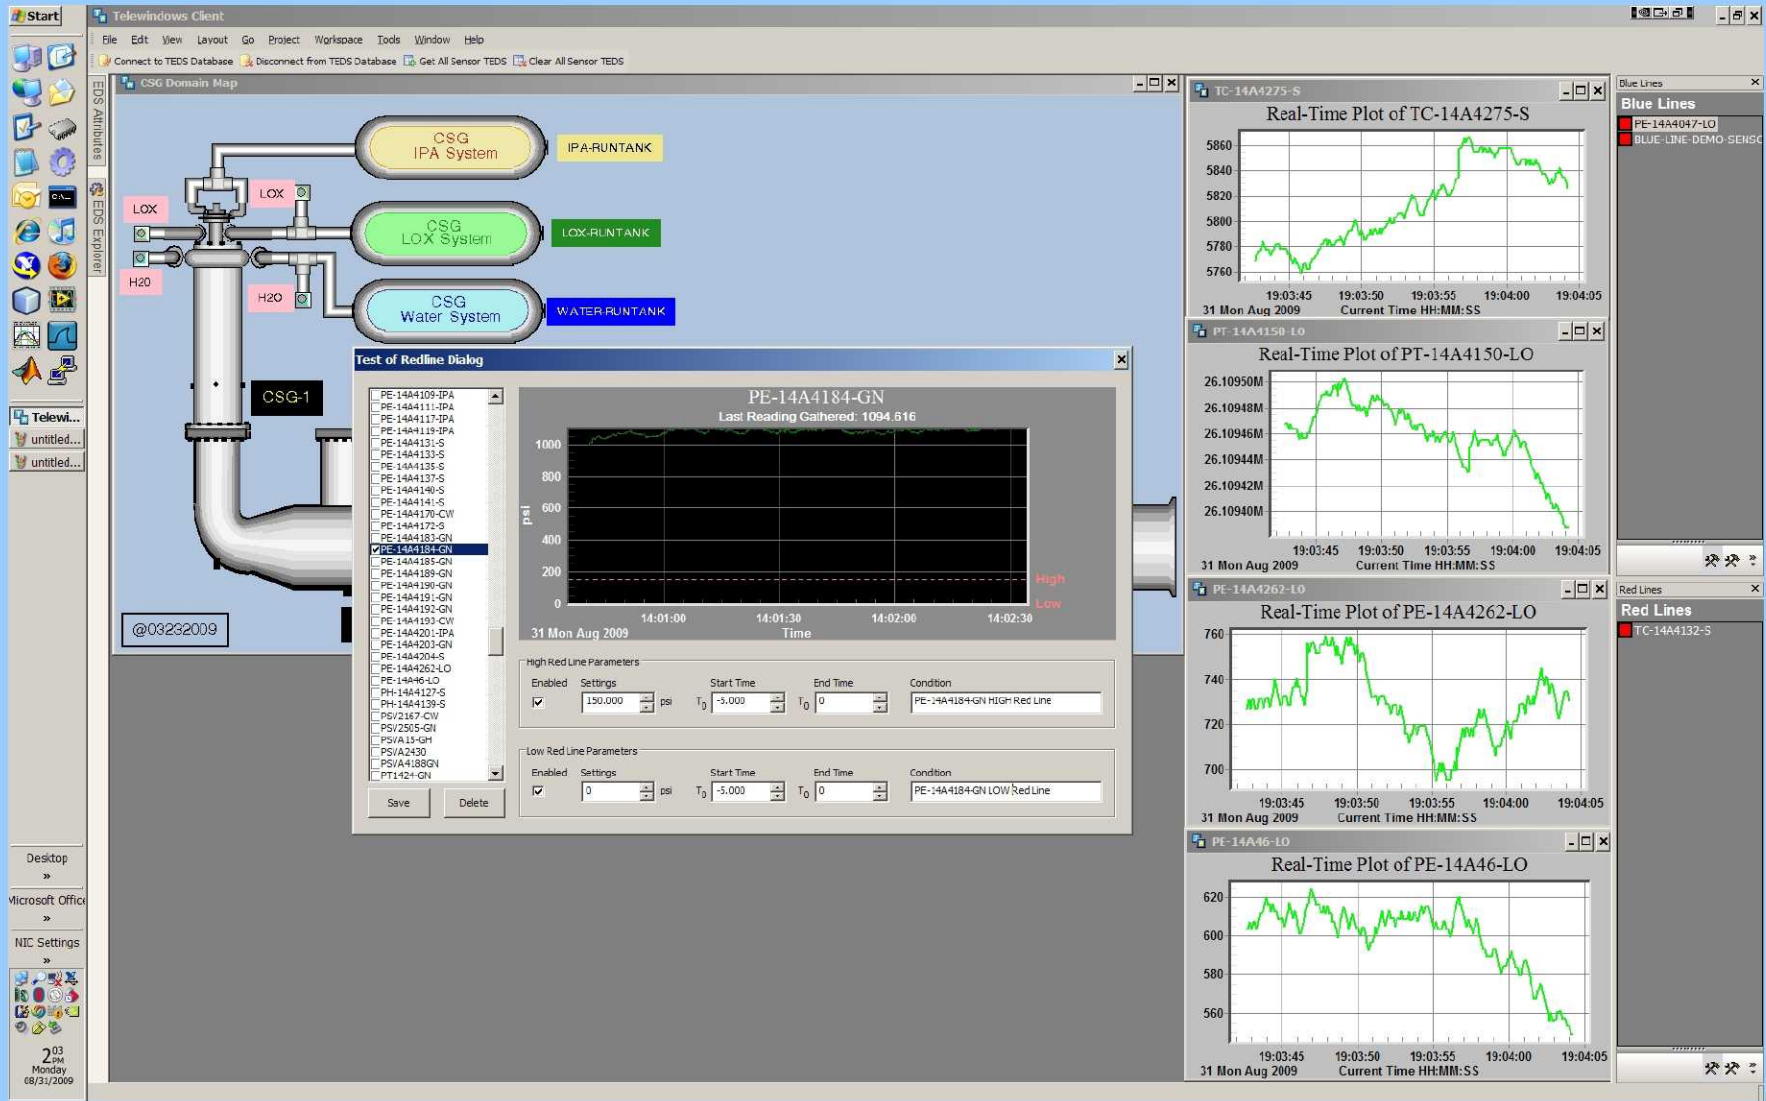 Start
Telewindows Client
File Edit View Layout Go Project Workspace Tools Window Help
Connect to TEDS Database Disconnect from TEDS Database Get All Sensor TEDS Clear All Sensor TEDS
EDS Attributes
EDS Explorer
Telewi...
untitled...
untitled...
Desktop
»
Microsoft Office
»
NIC Settings
»
2 03
PM
Monday
08/31/2009
CSG Domain Map
CSG
IPA System
IPA-RUNTANK
LOX
LOX
CSG
LOX System
LOX-RUNTANK
H2O
H2O
CSG
Water System
WATER-RUNTANK
CSG-1
@03232009
Test of Redline Dialog
PE-14A4109-IPA
PE-14A4111-IPA
PE-14A4117-IPA
PE-14A4119-IPA
PE-14A4131-S
PE-14A4133-S
PE-14A4135-S
PE-14A4137-S
PE-14A4140-S
PE-14A4141-S
PE-14A4170-CW
PE-14A4172-S
PE-14A4183-GN
PE-14A4184-GN
PE-14A4185-GN
PE-14A4189-GN
PE-14A4190-GN
PE-14A4191-GN
PE-14A4192-GN
PE-14A4193-CW
PE-14A4201-IPA
PE-14A4203-GN
PE-14A4204-S
PE-14A4262-LO
PE-14A46-LO
PH-14A4127-S
PH-14A4139-S
PSV2167-CW
PSV2505-GN
PSVA15-GH
PSVA2430
PSVA4188GN
PT1424-GN
Save Delete
PE-14A4184-GN
Last Reading Gathered: 1094.616
1000
800
600
400
200
0
psi
High
Low
14:01:00 14:01:30 14:02:00 14:02:30
31 Mon Aug 2009 Time
High Red Line Parameters
Enabled Settings Start Time End Time Condition
150.000 psi T0 -5.000 T0 0 PE-14A4184-GN HIGH Red Line
Low Red Line Parameters
Enabled Settings Start Time End Time Condition
0 psi T0 -5.000 T0 0 PE-14A4184-GN LOW Red Line
TC-14A4275-S
Real-Time Plot of TC-14A4275-S
5860
5840
5820
5800
5780
5760
19:03:45 19:03:50 19:03:55 19:04:00 19:04:05
31 Mon Aug 2009 Current Time HH:MM:SS
PT-14A4150-LO
Real-Time Plot of PT-14A4150-LO
26.10950M
26.10948M
26.10946M
26.10944M
26.10942M
26.10940M
19:03:45 19:03:50 19:03:55 19:04:00 19:04:05
31 Mon Aug 2009 Current Time HH:MM:SS
PE-14A4262-LO
Real-Time Plot of PE-14A4262-LO
760
740
720
700
19:03:45 19:03:50 19:03:55 19:04:00 19:04:05
31 Mon Aug 2009 Current Time HH:MM:SS
PE-14A46-LO
Real-Time Plot of PE-14A46-LO
620
600
580
560
19:03:45 19:03:50 19:03:55 19:04:00 19:04:05
31 Mon Aug 2009 Current Time HH:MM:SS
Blue Lines
Blue Lines
PE-14A4047-LO
BLUE-LINE-DEMO-SENSC
Red Lines
Red Lines
TC-14A4132-S